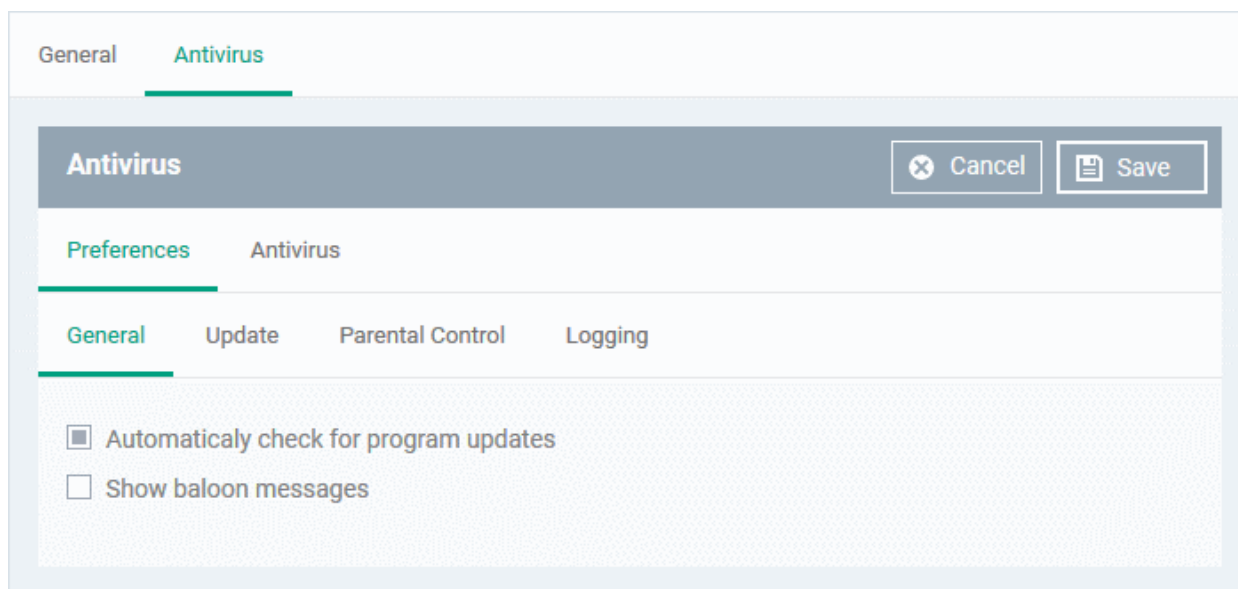 General Antivirus
Antivirus Cancel Save
Preferences Antivirus
General Update Parental Control Logging
Automaticaly check for program updates
Show baloon messages